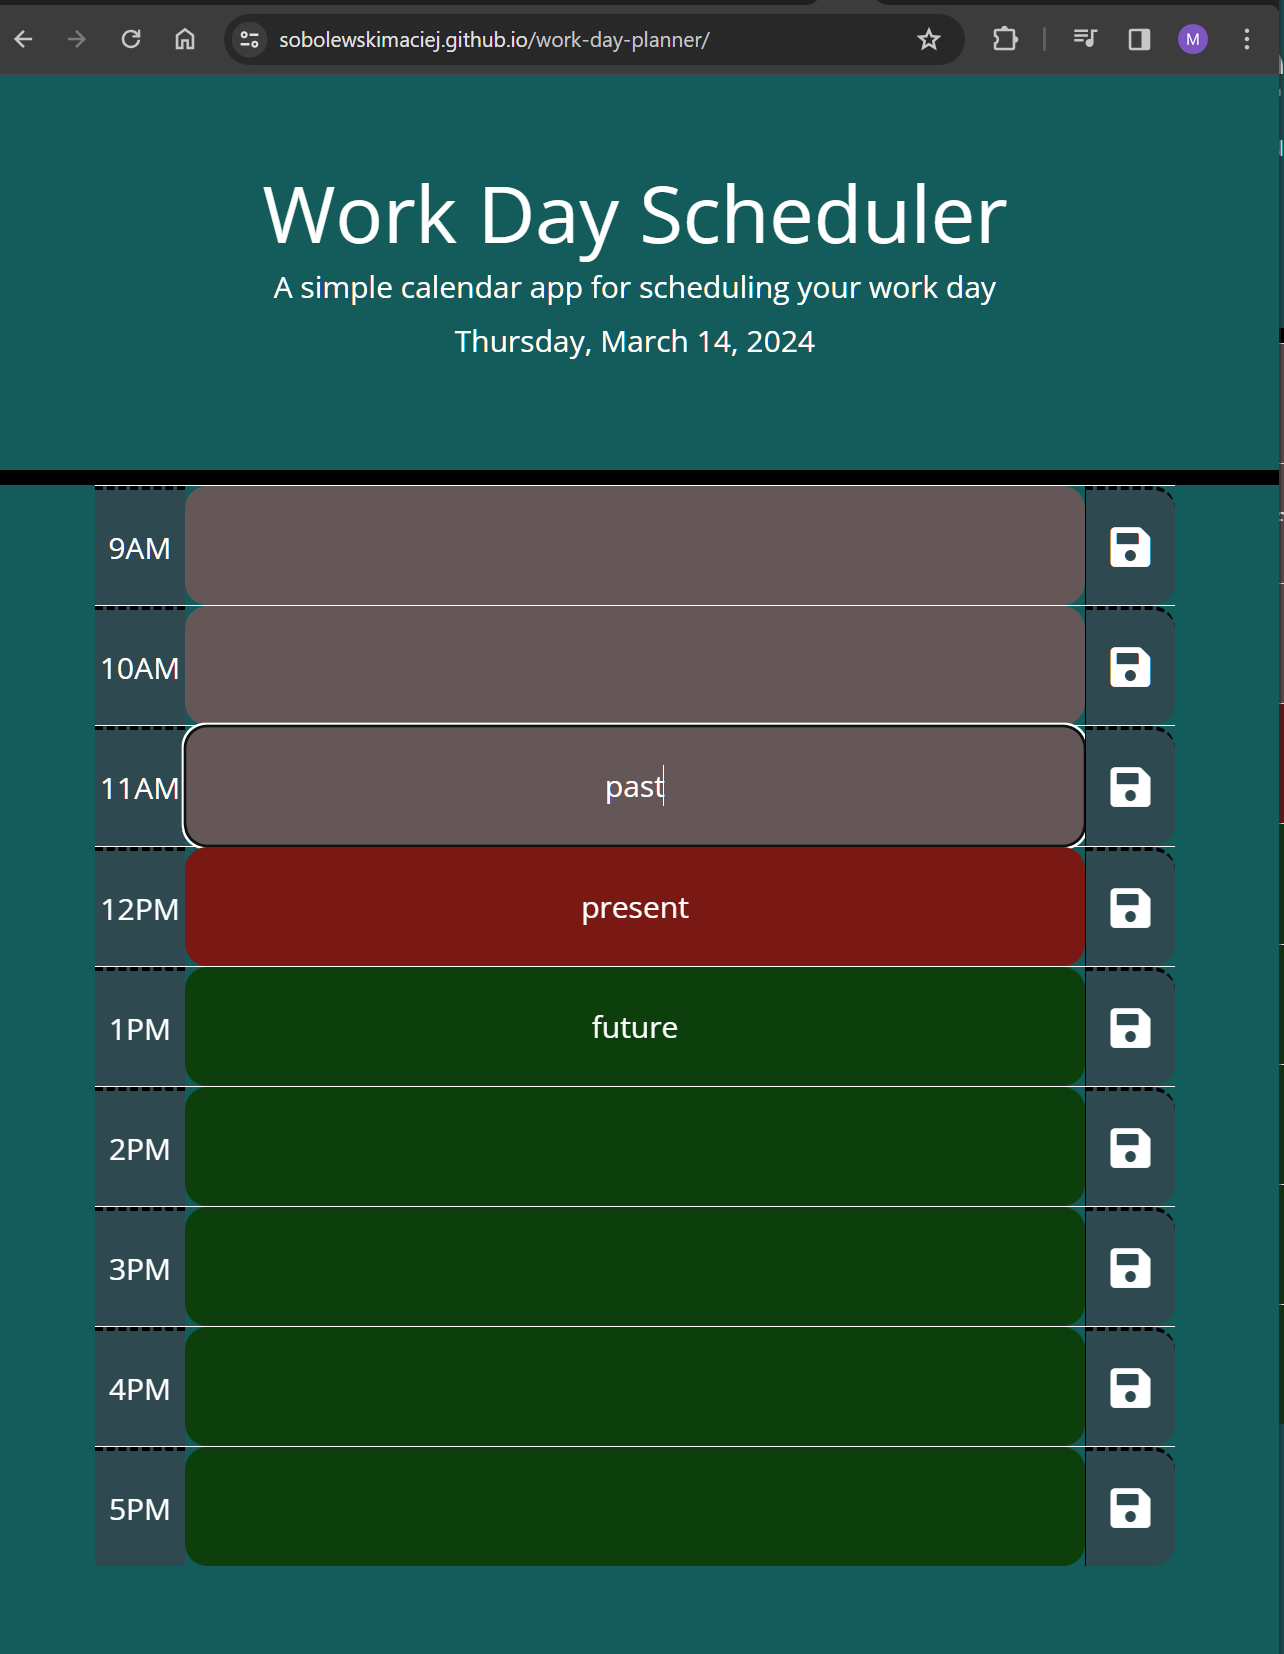 sobolewskimaciej.github.io/work-day-planner/
M
Work Day Scheduler
A simple calendar app for scheduling your work day
Thursday, March 14, 2024
9AM
10AM
11AM past
12PM present
1PM future
2PM
3PM
4PM
5PM